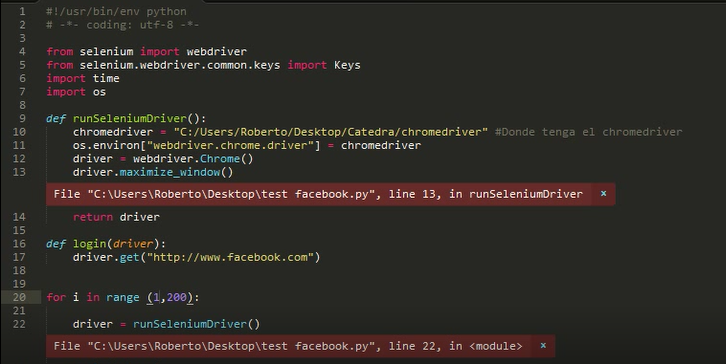 1 #!/usr/bin/env python
2 # -*- coding: utf-8 -*-
3
4 from selenium import webdriver
5 from selenium.webdriver.common.keys import Keys
6 import time
7 import os
8
9 def runSeleniumDriver():
10 chromedriver = "C:/Users/Roberto/Desktop/Catedra/chromedriver" #Donde tenga el chromedriver
11 os.environ["webdriver.chrome.driver"] = chromedriver
12 driver = webdriver.Chrome()
13 driver.maximize_window()
File "C:\Users\Roberto\Desktop\test facebook.py", line 13, in runSeleniumDriver ×
14 return driver
15
16 def login(driver):
17 driver.get("http://www.facebook.com")
18
19
20 for i in range (1,200):
21
22 driver = runSeleniumDriver()
File "C:\Users\Roberto\Desktop\test facebook.py", line 22, in <module> ×